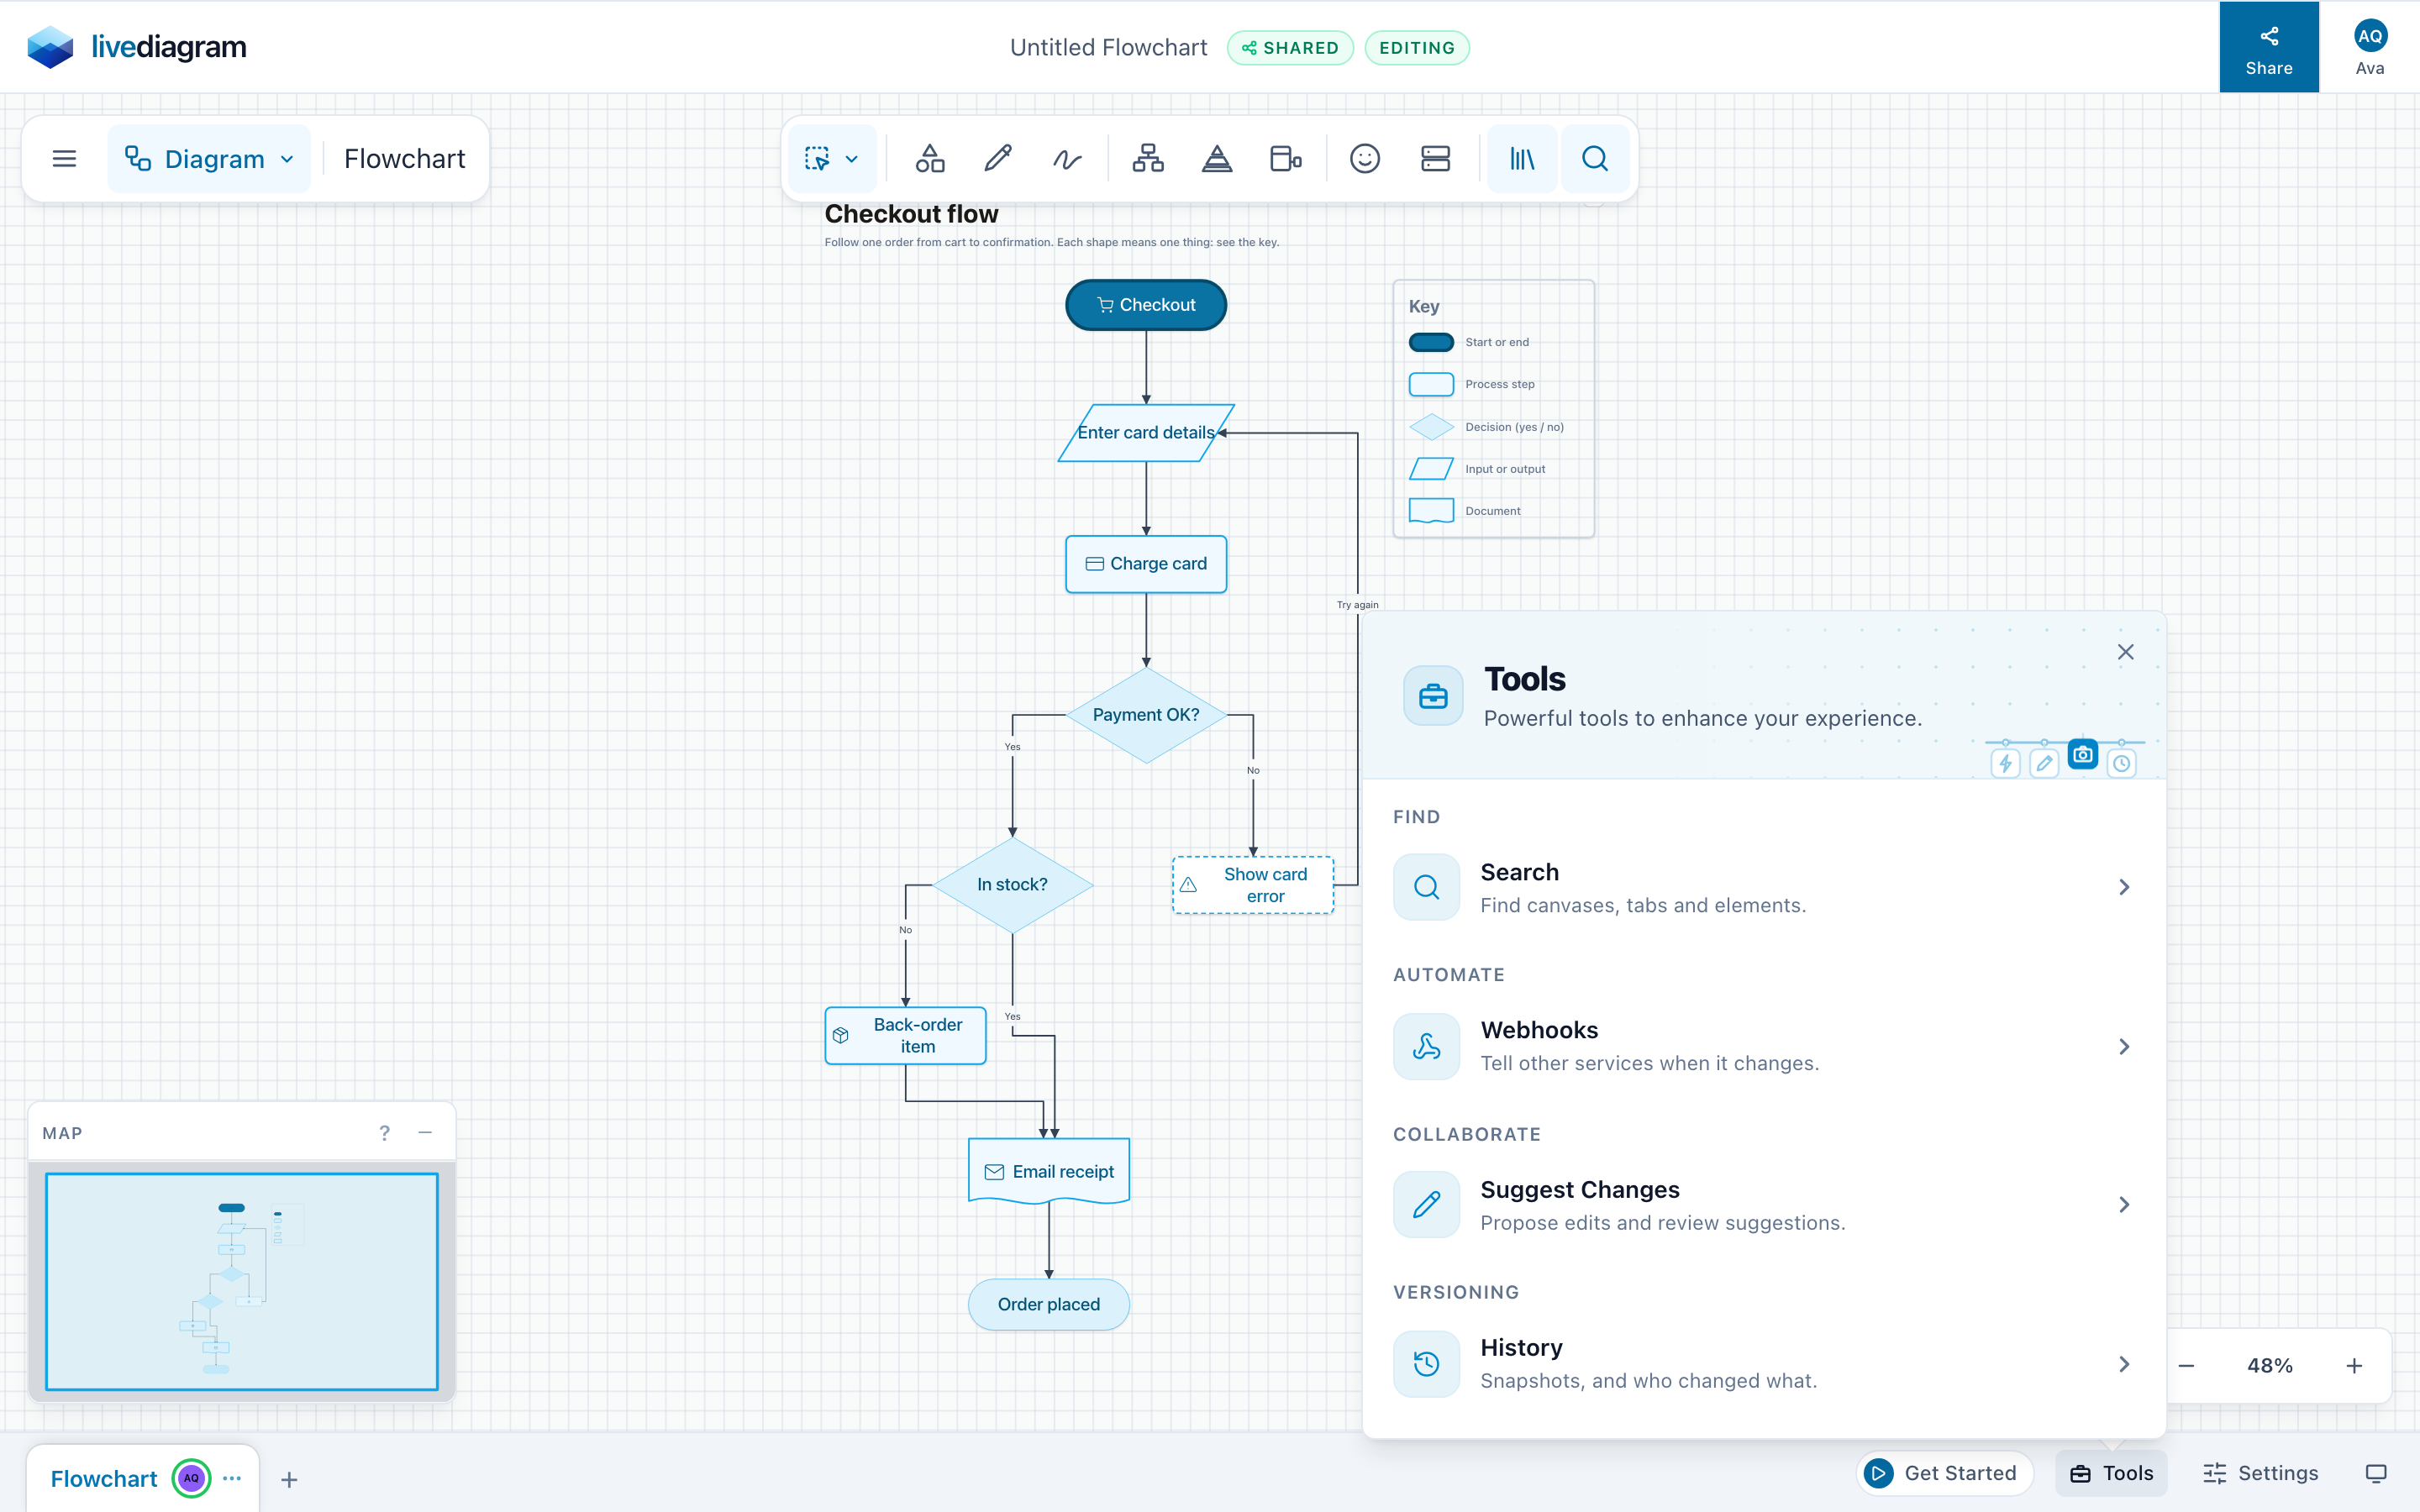 livediagram
Untitled Flowchart
SHARED
EDITING
Share
AQ
Ava
Diagram
Flowchart
Checkout flow
Follow one order from cart to confirmation. Each shape means one thing: see the key.
Checkout
Enter card details
Charge card
Payment OK?
Yes
No
Try again
In stock?
Show card
error
No
Yes
Back-order
item
Email receipt
Order placed
Key
Start or end
Process step
Decision (yes / no)
Input or output
Document
Tools
Powerful tools to enhance your experience.
FIND
Search
Find canvases, tabs and elements.
AUTOMATE
Webhooks
Tell other services when it changes.
COLLABORATE
Suggest Changes
Propose edits and review suggestions.
VERSIONING
History
Snapshots, and who changed what.
MAP
?
48%
Flowchart
AQ
Get Started
Tools
Settings